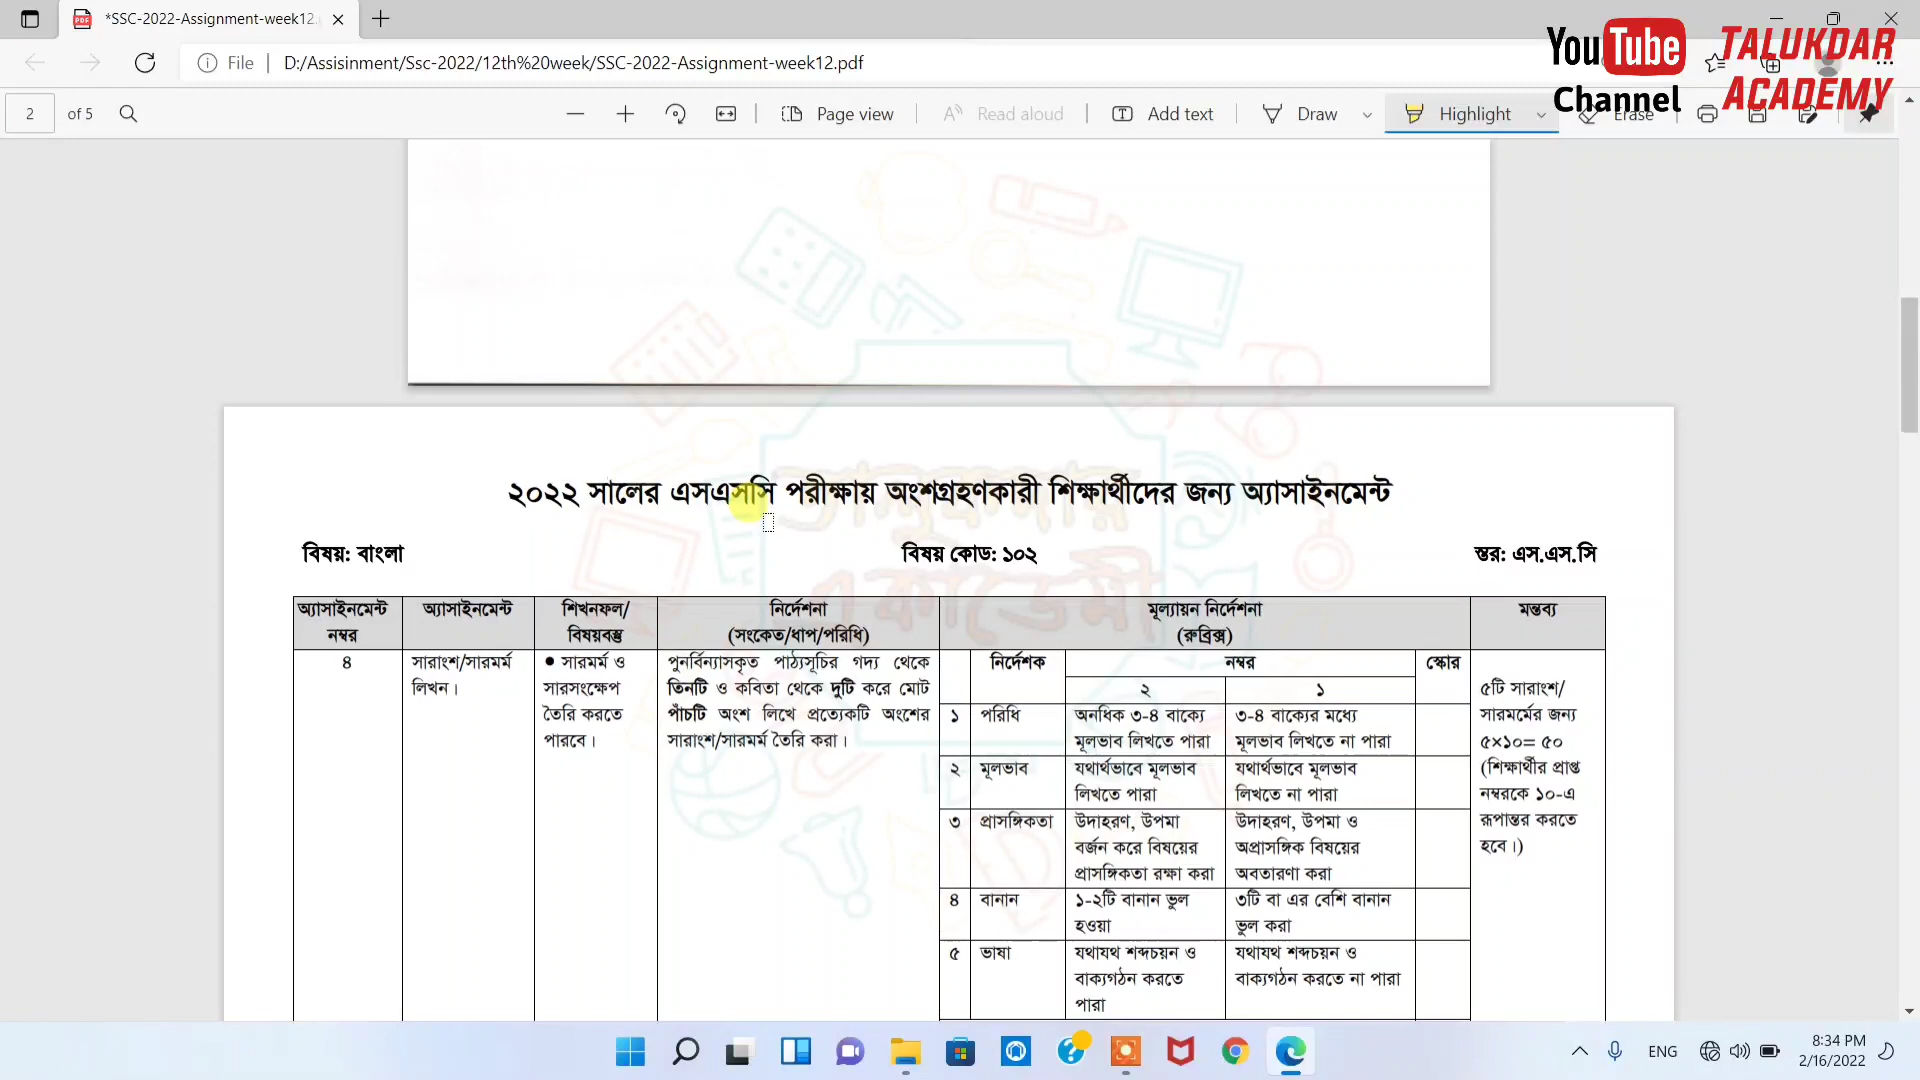 *SSC-2022-Assignment-week12.
File
D:/Assisinment/Ssc-2022/12th%20week/SSC-2022-Assignment-week12.pdf
YouTube Channel
TALUKDAR ACADEMY
2 of 5
Page view
Read aloud
Add text
Draw
Highlight
Erase
২০২২ সালের এসএসসি পরীক্ষায় অংশগ্রহণকারী শিক্ষার্থীদের জন্য অ্যাসাইনমেন্ট
তালুকদার
একাডেমী
বিষয়: বাংলা
বিষয় কোড: ১০২
স্তর: এস.এস.সি
অ্যাসাইনমেন্ট
নম্বর
অ্যাসাইনমেন্ট
শিখনফল/
বিষয়বস্তু
নির্দেশনা
(সংকেত/ধাপ/পরিধি)
মূল্যায়ন নির্দেশনা
(রুব্রিক্স)
মন্তব্য
৪
সারাংশ/সারমর্ম
লিখন।
● সারমর্ম ও
সারসংক্ষেপ
তৈরি করতে
পারবে।
পুনর্বিন্যাসকৃত পাঠ্যসূচির গদ্য থেকে
তিনটি ও কবিতা থেকে দুটি করে মোট
পাঁচটি অংশ লিখে প্রত্যেকটি অংশের
সারাংশ/সারমর্ম তৈরি করা।
নির্দেশক
নম্বর
স্কোর
২
১
১
পরিধি
অনধিক ৩-৪ বাক্যে
মূলভাব লিখতে পারা
৩-৪ বাক্যের মধ্যে
মূলভাব লিখতে না পারা
২
মূলভাব
যথার্থভাবে মূলভাব
লিখতে পারা
যথার্থভাবে মূলভাব
লিখতে না পারা
৩
প্রাসঙ্গিকতা
উদাহরণ, উপমা
বর্জন করে বিষয়ের
প্রাসঙ্গিকতা রক্ষা করা
উদাহরণ, উপমা ও
অপ্রাসঙ্গিক বিষয়ের
অবতারণা করা
৪
বানান
১-২টি বানান ভুল
হওয়া
৩টি বা এর বেশি বানান
ভুল করা
৫
ভাষা
যথাযথ শব্দচয়ন ও
বাক্যগঠন করতে
পারা
যথাযথ শব্দচয়ন ও
বাক্যগঠন করতে না পারা
৫টি সারাংশ/
সারমর্মের জন্য
৫×১০= ৫০
(শিক্ষার্থীর প্রাপ্ত
নম্বরকে ১০-এ
রূপান্তর করতে
হবে।)
ENG
8:34 PM
2/16/2022